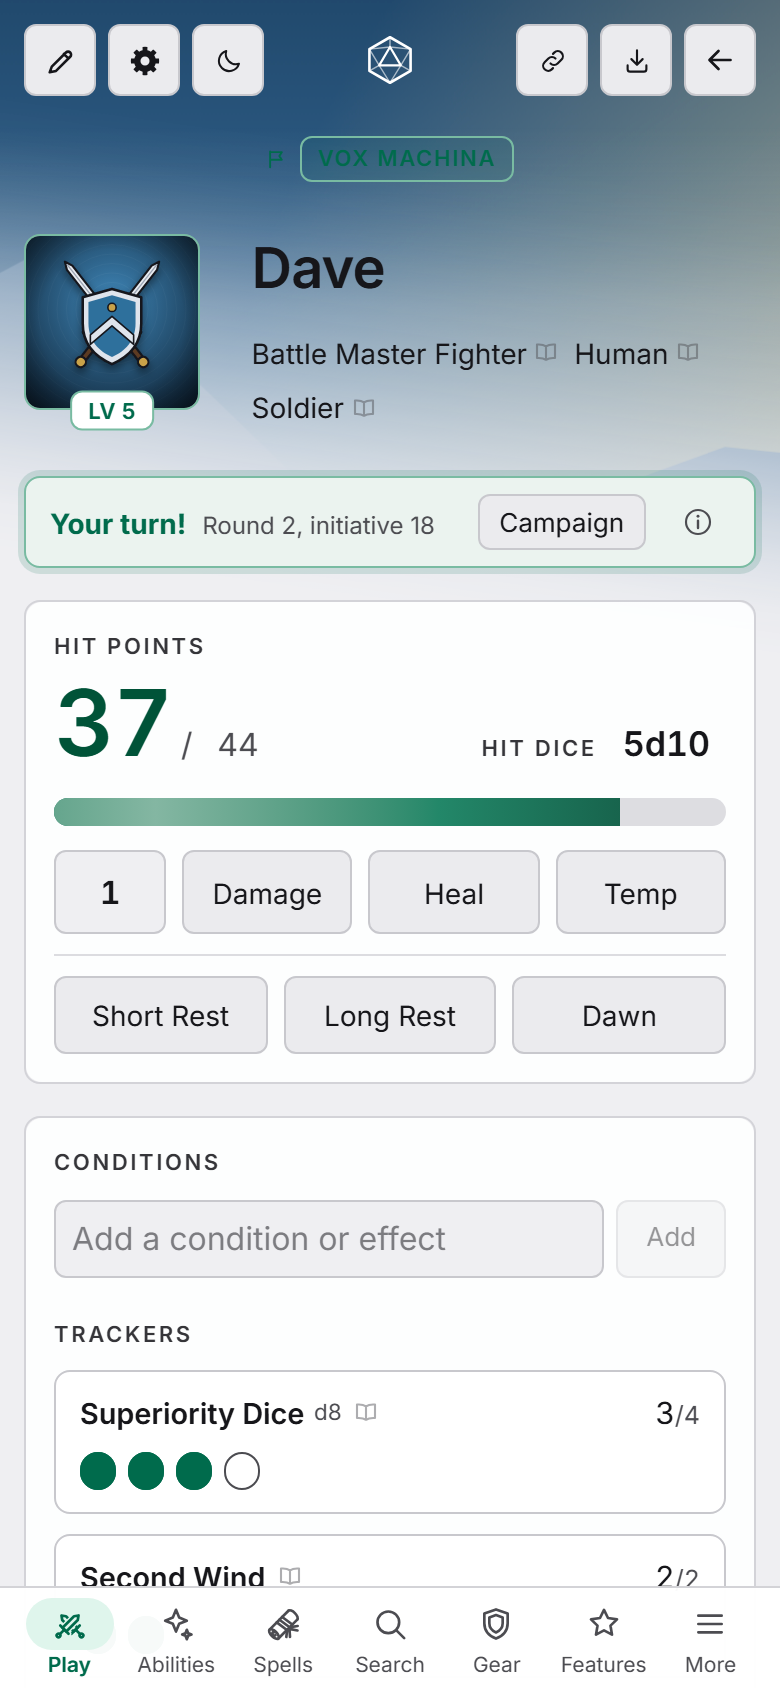 VOX MACHINA
Dave
Battle Master Fighter Human
Soldier
LV 5
Your turn! Round 2, initiative 18 Campaign
HIT POINTS
37 / 44 HIT DICE 5d10
1 Damage Heal Temp
Short Rest Long Rest Dawn
CONDITIONS
Add a condition or effect Add
TRACKERS
Superiority Dice d8 3/4
Second Wind 2/2
Play Abilities Spells Search Gear Features More